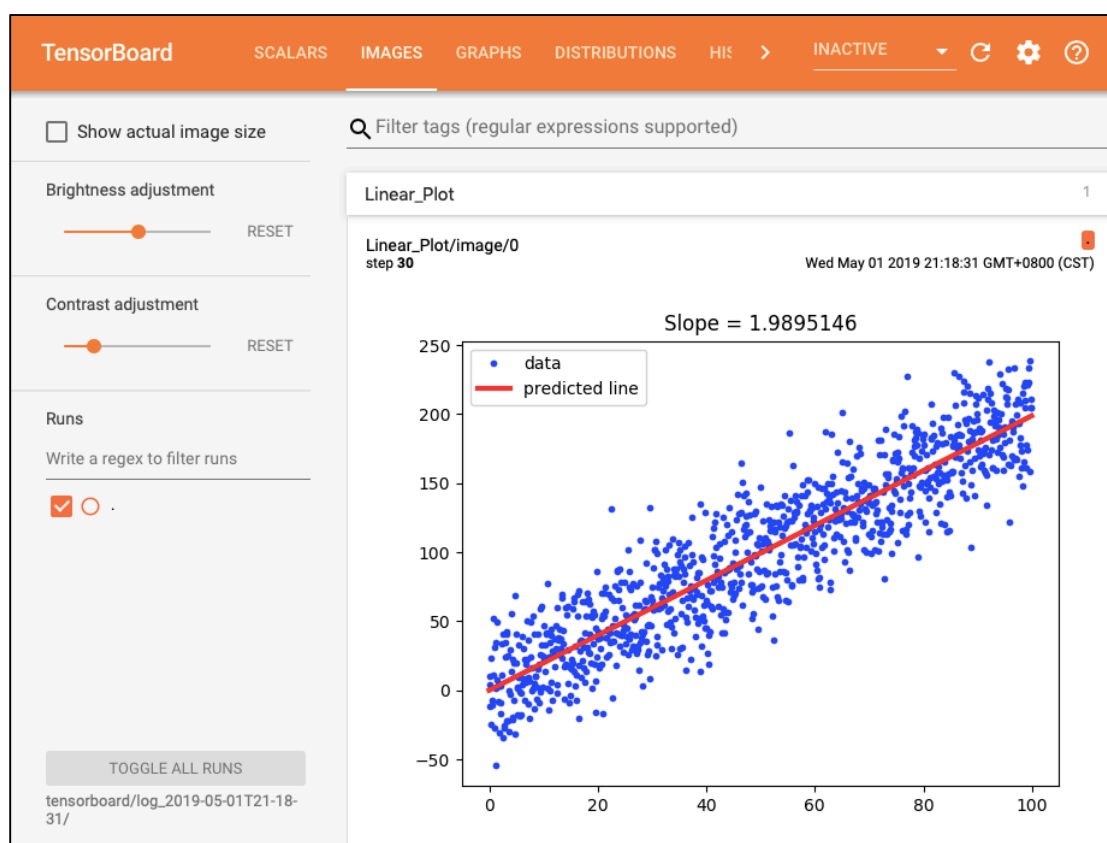 TensorBoard SCALARS IMAGES GRAPHS DISTRIBUTIONS HIS INACTIVE
Show actual image size
Brightness adjustment
RESET
Contrast adjustment
RESET
Runs
Write a regex to filter runs
.
TOGGLE ALL RUNS
tensorboard/log_2019-05-01T21-18-
31/
Filter tags (regular expressions supported)
Linear_Plot 1
Linear_Plot/image/0
step 30 Wed May 01 2019 21:18:31 GMT+0800 (CST)
Slope = 1.9895146
data
predicted line
250
200
150
100
50
0
−50
0 20 40 60 80 100